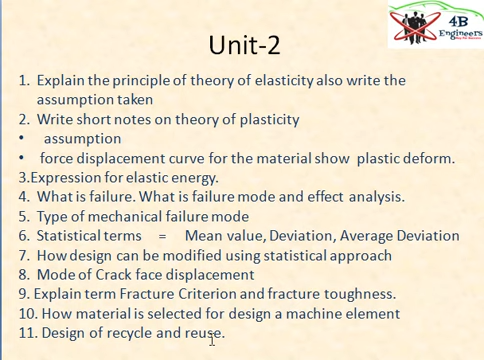 4B
Engineers
Unit-2
1. Explain the principle of theory of elasticity also write the
assumption taken
2. Write short notes on theory of plasticity
• assumption
• force displacement curve for the material show plastic deform.
3.Expression for elastic energy.
4. What is failure. What is failure mode and effect analysis.
5. Type of mechanical failure mode
6. Statistical terms = Mean value, Deviation, Average Deviation
7. How design can be modified using statistical approach
8. Mode of Crack face displacement
9. Explain term Fracture Criterion and fracture toughness.
10. How material is selected for design a machine element
11. Design of recycle and reuse.